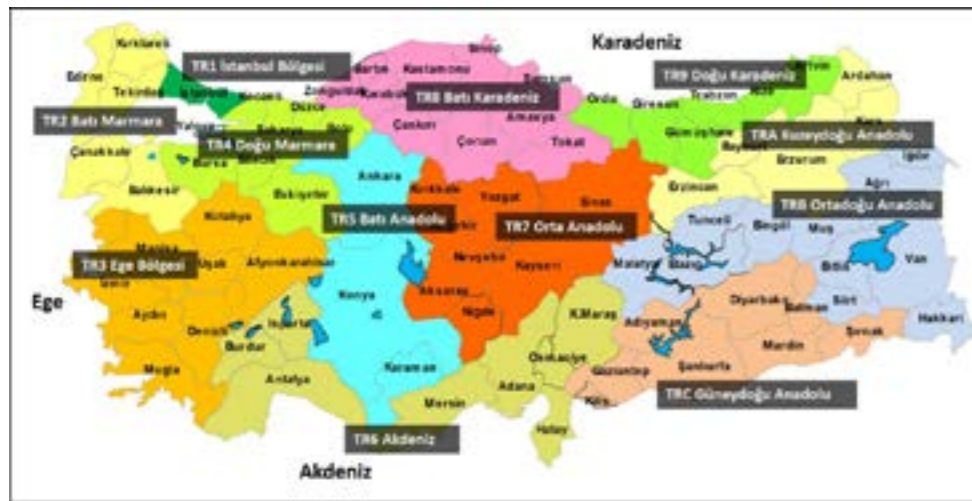 Karadeniz
Kırklareli
Edirne
Tekirdağ
TR1 İstanbul Bölgesi
İstanbul
Kocaeli
TR2 Batı Marmara
Yalova
Çanakkale
Balıkesir
Bursa
Bilecik
TR4 Doğu Marmara
Sakarya
Düzce
Bolu
Eskişehir
Zonguldak
Bartın
Karabük
Kastamonu
Sinop
TR8 Batı Karadeniz
Samsun
Amasya
Çankırı
Çorum
Tokat
TR9 Doğu Karadeniz
Ordu
Giresun
Trabzon
Rize
Artvin
Gümüşhane
Ardahan
Kars
TRA Kuzeydoğu Anadolu
Bayburt
Erzurum
Erzincan
Iğdır
Ağrı
Ankara
TR5 Batı Anadolu
Konya
Karaman
Kırıkkale
Yozgat
Sivas
TR7 Orta Anadolu
Nevşehir
Kayseri
Aksaray
Niğde
TRB Ortadoğu Anadolu
Tunceli
Bingöl
Muş
Malatya
Elazığ
Bitlis
Van
Hakkari
Kütahya
Manisa
TR3 Ege Bölgesi
Uşak
Afyonkarahisar
İzmir
Ege
Aydın
Denizli
Muğla
Isparta
Burdur
Antalya
TR6 Akdeniz
Mersin
Adana
Osmaniye
K.Maraş
Hatay
Adıyaman
Diyarbakır
Batman
Siirt
Şırnak
Mardin
Şanlıurfa
Gaziantep
Kilis
TRC Güneydoğu Anadolu
Akdeniz